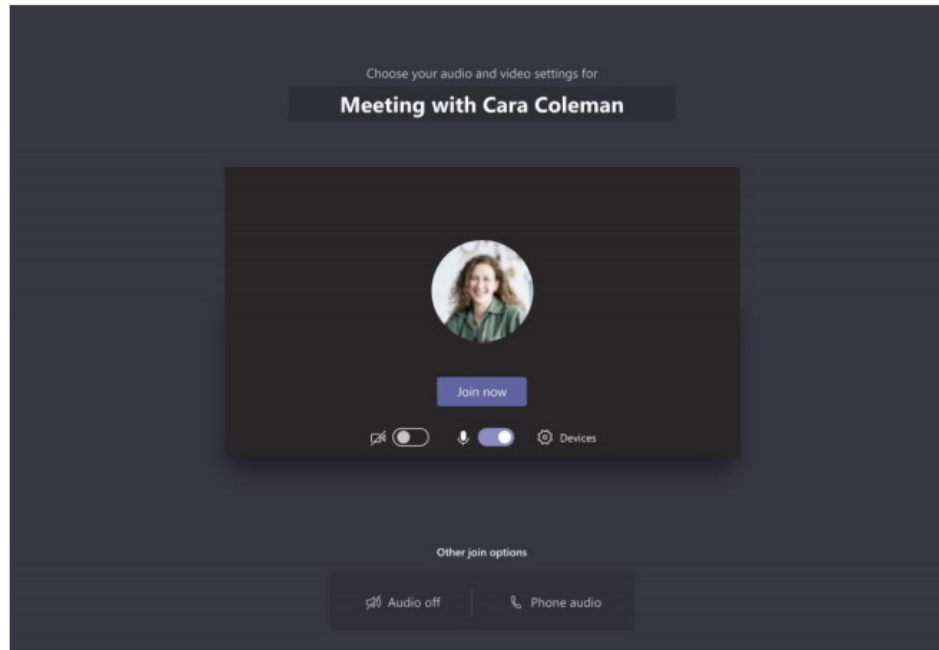 Choose your audio and video settings for
Meeting with Cara Coleman
Join now
Devices
Other join options
Audio off
Phone audio